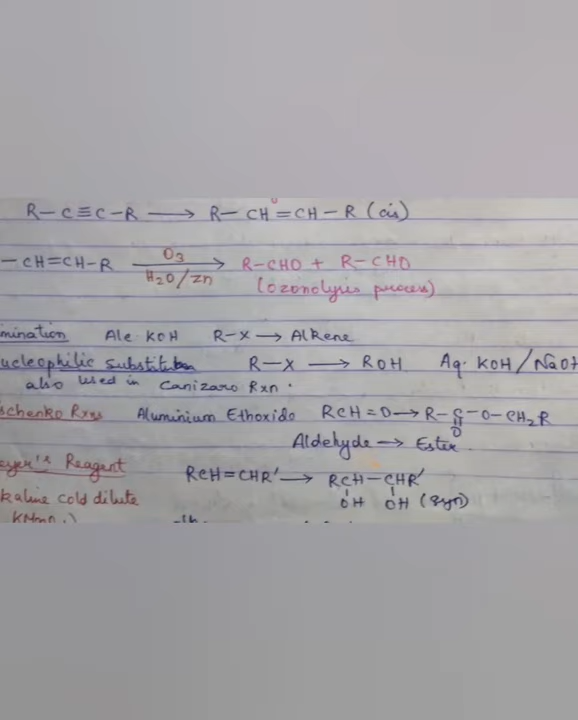 R–C≡C–R ⟶ R–CH=CH–R (cis)
–CH=CH–R O3 H2O/Zn ⟶ R–CHO + R–CHO
(Ozonolysis process)
mination Alc. KOH R–X ⟶ Alkene
ucleophilic substitution R–X ⟶ ROH Aq. KOH/NaOH
also used in Canizaro Rxn.
schenko Rxn Aluminium Ethoxide RCH=O ⟶ R–C–O–CH2R
||
O
Aldehyde ⟶ Ester
eyer's Reagent RCH=CHR' ⟶ RCH–CHR'
kaline cold dilute OH OH (syn)
KMnO4)